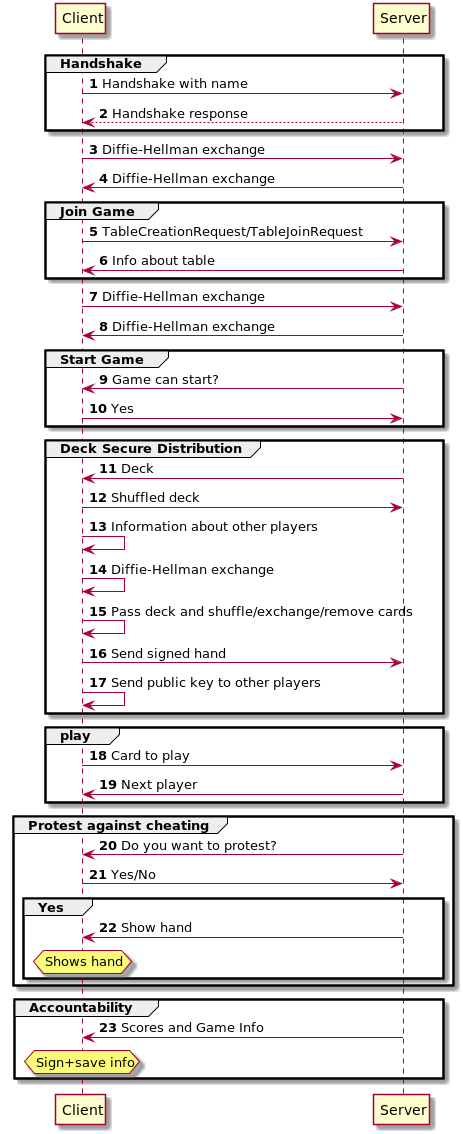 Client Server
Handshake
1 Handshake with name
2 Handshake response
3 Diffie-Hellman exchange
4 Diffie-Hellman exchange
Join Game
5 TableCreationRequest/TableJoinRequest
6 Info about table
7 Diffie-Hellman exchange
8 Diffie-Hellman exchange
Start Game
9 Game can start?
10 Yes
Deck Secure Distribution
11 Deck
12 Shuffled deck
13 Information about other players
14 Diffie-Hellman exchange
15 Pass deck and shuffle/exchange/remove cards
16 Send signed hand
17 Send public key to other players
play
18 Card to play
19 Next player
Protest against cheating
20 Do you want to protest?
21 Yes/No
Yes
22 Show hand
Shows hand
Accountability
23 Scores and Game Info
Sign+save info
Client Server